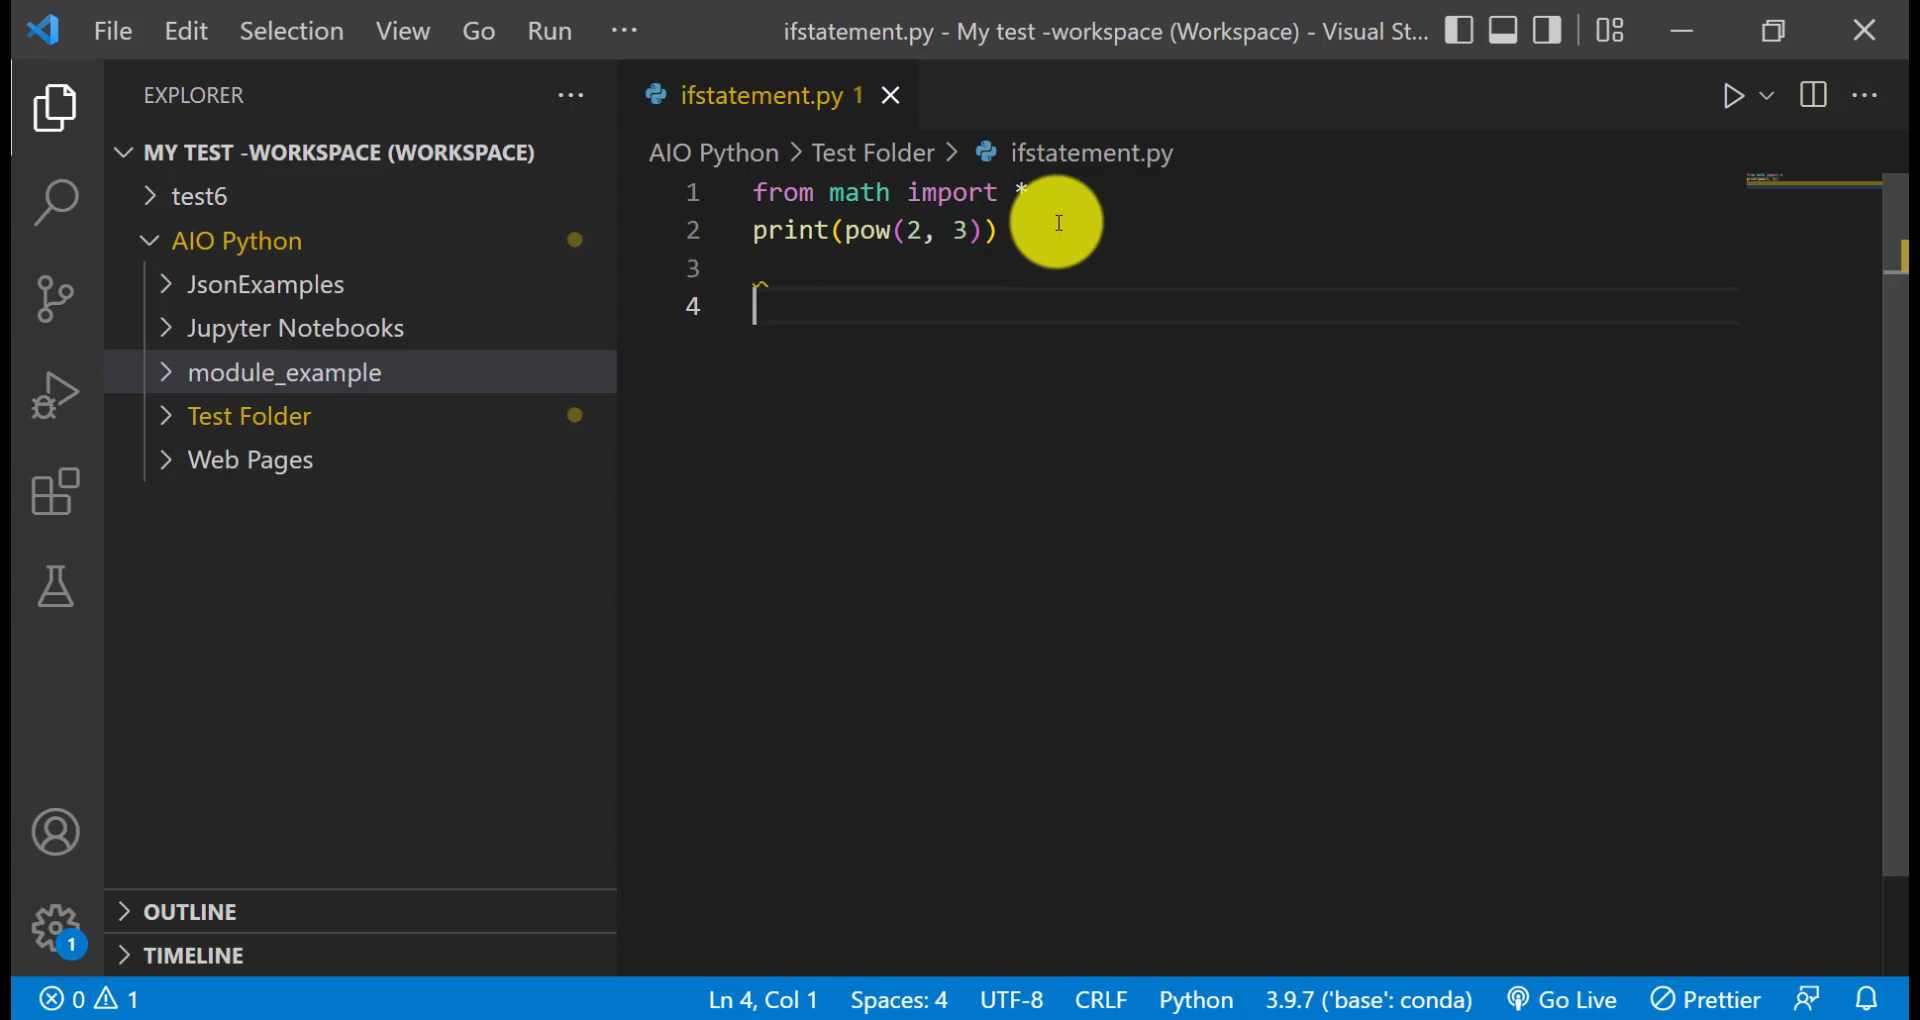 File Edit Selection View Go Run ··· ifstatement.py - My test -workspace (Workspace) - Visual St...
EXPLORER ···
MY TEST -WORKSPACE (WORKSPACE)
test6
AIO Python
JsonExamples
Jupyter Notebooks
module_example
Test Folder
Web Pages
OUTLINE
TIMELINE
1
ifstatement.py 1
AIO Python > Test Folder > ifstatement.py
1 from math import *
2 print(pow(2, 3))
3
4
0 1 Ln 4, Col 1 Spaces: 4 UTF-8 CRLF Python 3.9.7 ('base': conda) Go Live Prettier